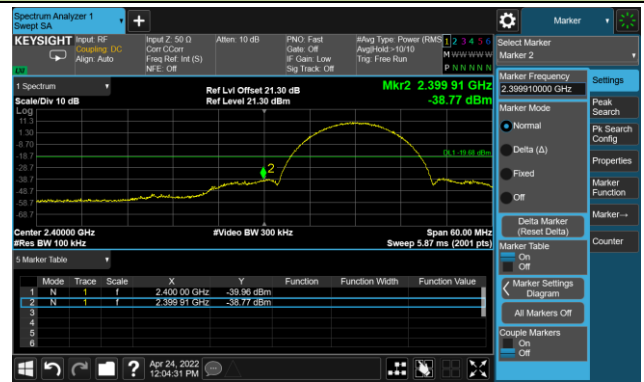 Spectrum Analyzer 1
Swept SA
Marker
KEYSIGHT
Input: RF
Coupling: DC
Align: Auto
Input Z: 50 Ω
Corr CCorr
Freq Ref: Int (S)
NFE: Off
Atten: 10 dB
PNO: Fast
Gate: Off
IF Gain: Low
Sig Track: Off
#Avg Type: Power (RMS
Avg|Hold:>10/10
Trig: Free Run
1 2 3 4 5 6
M W W W W W
P N N N N N
Select Marker
Marker 2
1 Spectrum
Scale/Div 10 dB
Ref Lvl Offset 21.30 dB
Ref Level 21.30 dBm
Mkr2 2.399 91 GHz
-38.77 dBm
Log
11.3
1.30
-8.70
-18.7
-28.7
-38.7
-48.7
-58.7
-68.7
DL1 -19.68 dBm
2
Center 2.40000 GHz
#Res BW 100 kHz
#Video BW 300 kHz
Span 60.00 MHz
Sweep 5.87 ms (2001 pts)
5 Marker Table
Mode Trace Scale X Y Function Function Width Function Value
1 N 1 f 2.400 00 GHz -39.96 dBm
2 N 1 f 2.399 91 GHz -38.77 dBm
3
4
5
6
Marker Frequency
2.399910000 GHz
Marker Mode
Normal
Delta (Δ)
Fixed
Off
Delta Marker
(Reset Delta)
Marker Table
On
Off
Marker Settings
Diagram
All Markers Off
Couple Markers
On
Off
Settings
Peak
Search
Pk Search
Config
Properties
Marker
Function
Marker→
Counter
Apr 24, 2022
12:04:31 PM